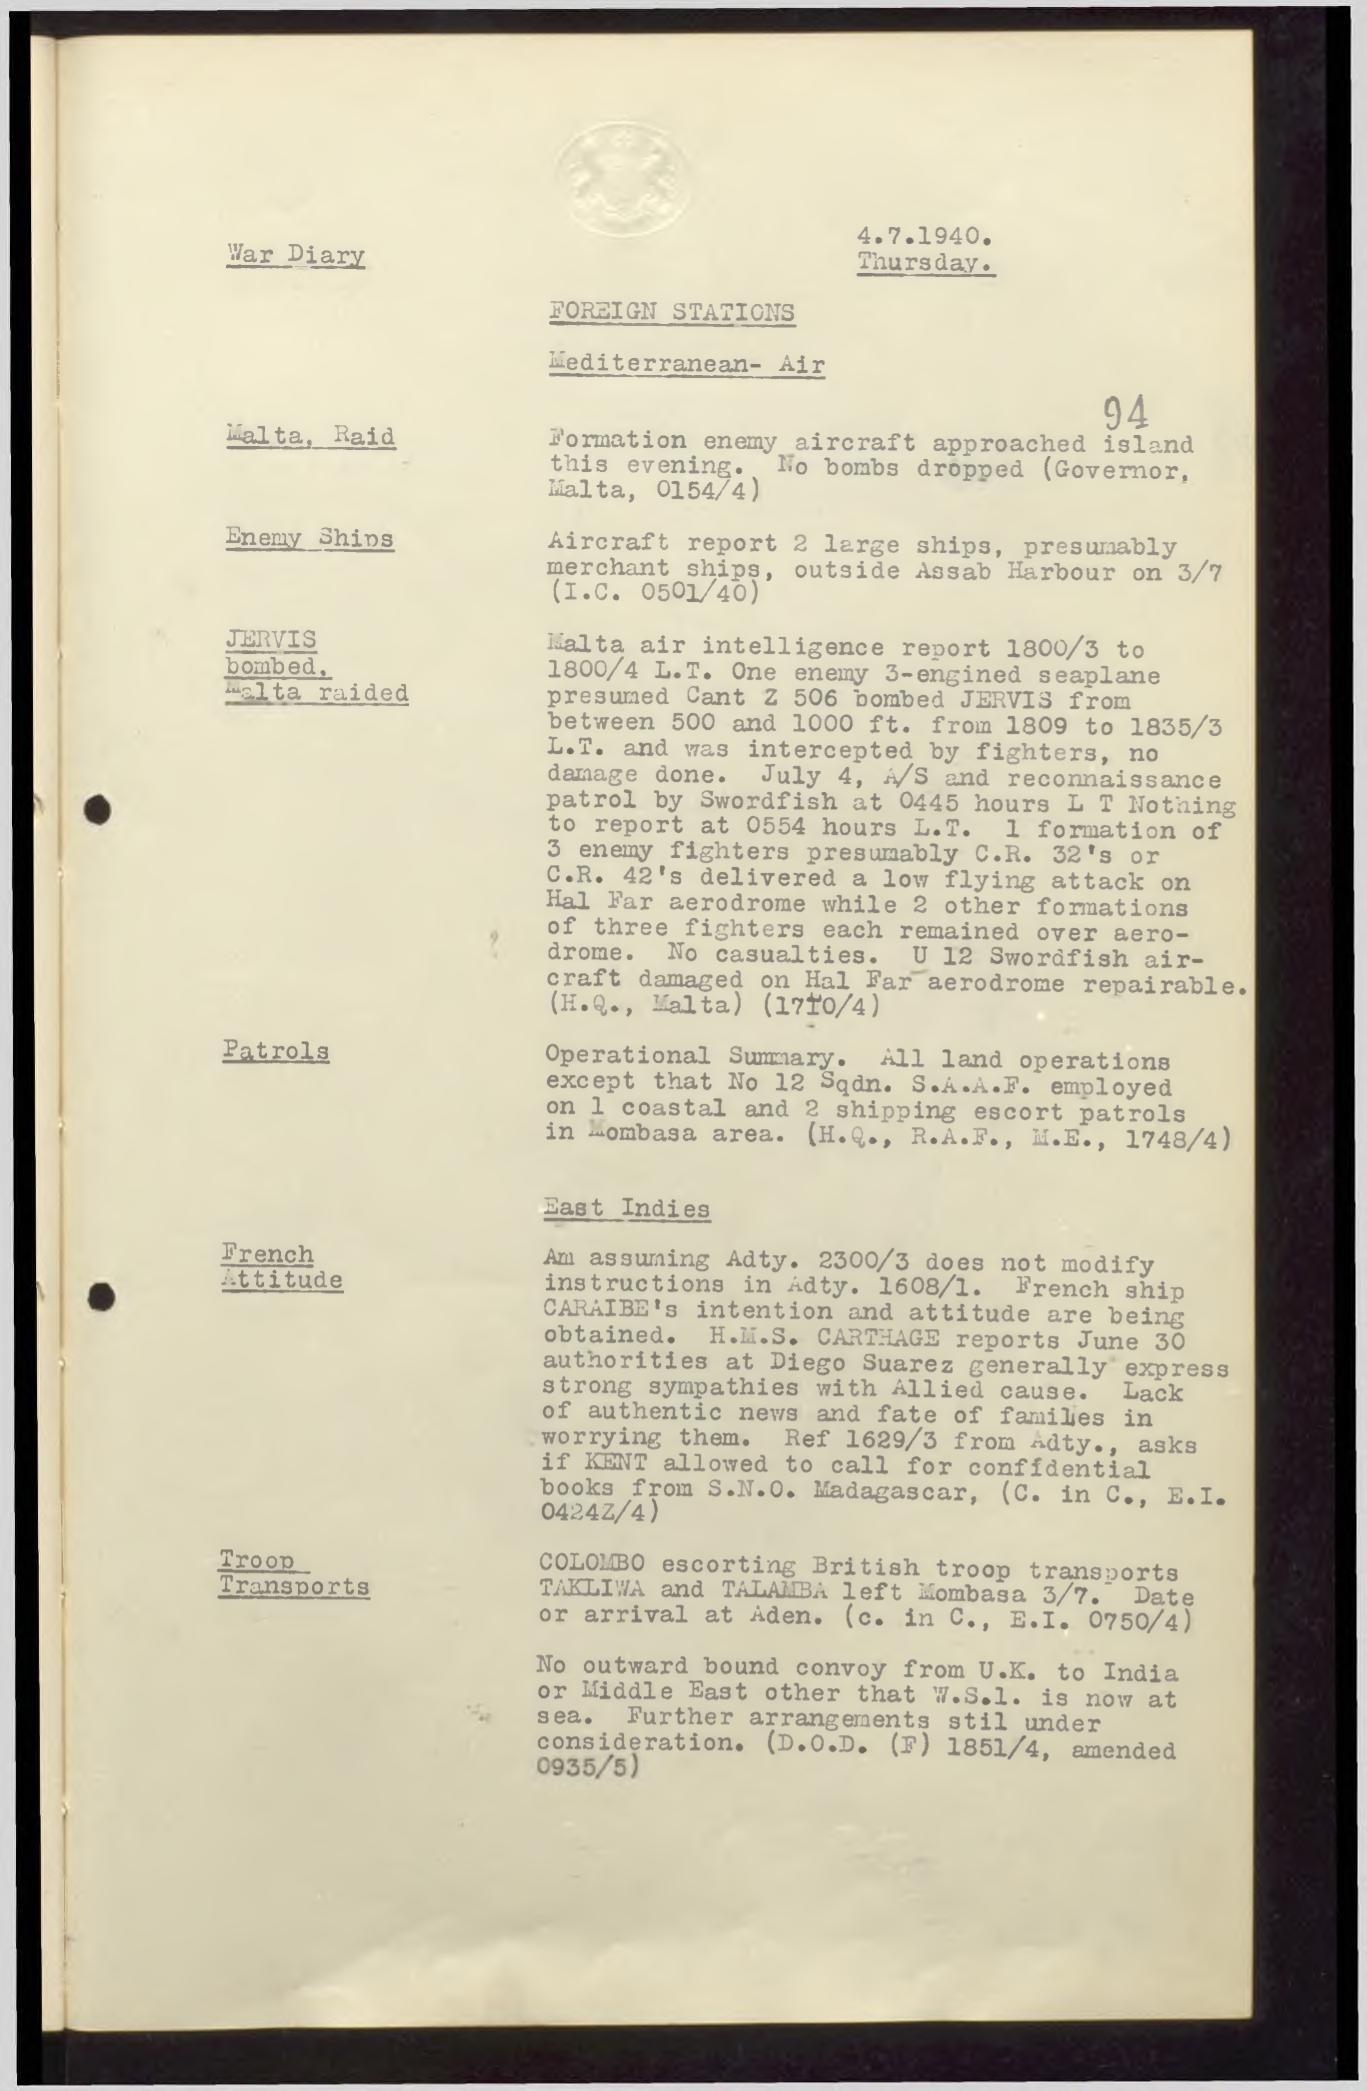 War Diary
4.7.1940.
Thursday.
FOREIGN STATIONS
Mediterranean- Air
94
Malta, Raid
Formation enemy aircraft approached island
this evening. No bombs dropped (Governor,
Malta, 0154/4)
Enemy Ships
Aircraft report 2 large ships, presumably
merchant ships, outside Assab Harbour on 3/7
(I.C. 0501/40)
JERVIS
bombed.
Malta raided
Malta air intelligence report 1800/3 to
1800/4 L.T. One enemy 3-engined seaplane
presumed Cant Z 506 bombed JERVIS from
between 500 and 1000 ft. from 1809 to 1835/3
L.T. and was intercepted by fighters, no
damage done. July 4, A/S and reconnaissance
patrol by Swordfish at 0445 hours L T Nothing
to report at 0554 hours L.T. 1 formation of
3 enemy fighters presumably C.R. 32's or
C.R. 42's delivered a low flying attack on
Hal Far aerodrome while 2 other formations
of three fighters each remained over aero-
drome. No casualties. U 12 Swordfish air-
craft damaged on Hal Far aerodrome repairable.
(H.Q., Malta) (1710/4)
Patrols
Operational Summary. All land operations
except that No 12 Sqdn. S.A.A.F. employed
on 1 coastal and 2 shipping escort patrols
in Mombasa area. (H.Q., R.A.F., M.E., 1748/4)
East Indies
French
Attitude
Am assuming Adty. 2300/3 does not modify
instructions in Adty. 1608/1. French ship
CARAIBE's intention and attitude are being
obtained. H.M.S. CARTHAGE reports June 30
authorities at Diego Suarez generally express
strong sympathies with Allied cause. Lack
of authentic news and fate of families in
worrying them. Ref 1629/3 from Adty., asks
if KENT allowed to call for confidential
books from S.N.O. Madagascar, (C. in C., E.I.
0424Z/4)
Troop
Transports
COLOMBO escorting British troop transports
TAKLIWA and TALAMBA left Mombasa 3/7. Date
or arrival at Aden. (c. in C., E.I. 0750/4)
No outward bound convoy from U.K. to India
or Middle East other that W.S.1. is now at
sea. Further arrangements stil under
consideration. (D.O.D. (F) 1851/4, amended
0935/5)